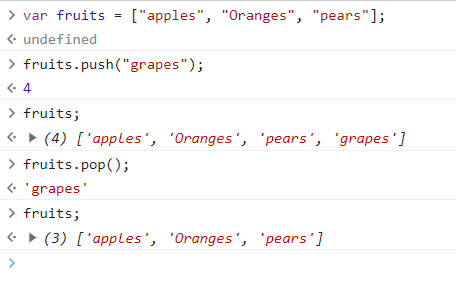 > var fruits = ["apples", "Oranges", "pears"];
undefined
> fruits.push("grapes");
4
> fruits;
(4) ['apples', 'Oranges', 'pears', 'grapes']
> fruits.pop();
'grapes'
> fruits;
(3) ['apples', 'Oranges', 'pears']
>